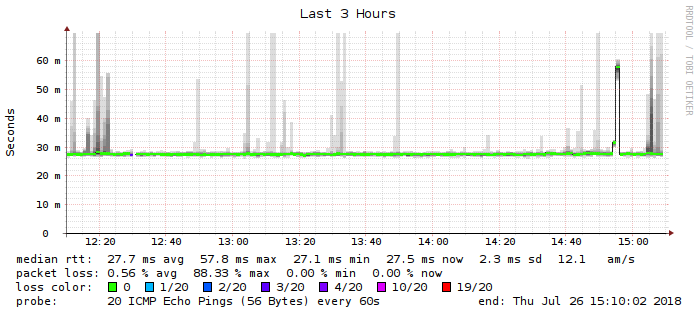 Last 3 Hours
RRDTOOL / TOBI OETIKER
Seconds
60 m
50 m
40 m
30 m
20 m
10 m
0
12:20 12:40 13:00 13:20 13:40 14:00 14:20 14:40 15:00
median rtt: 27.7 ms avg 57.8 ms max 27.1 ms min 27.5 ms now 2.3 ms sd 12.1 am/s
packet loss: 0.56 % avg 88.33 % max 0.00 % min 0.00 % now
loss color: 0 1/20 2/20 3/20 4/20 10/20 19/20
probe: 20 ICMP Echo Pings (56 Bytes) every 60s end: Thu Jul 26 15:10:02 2018